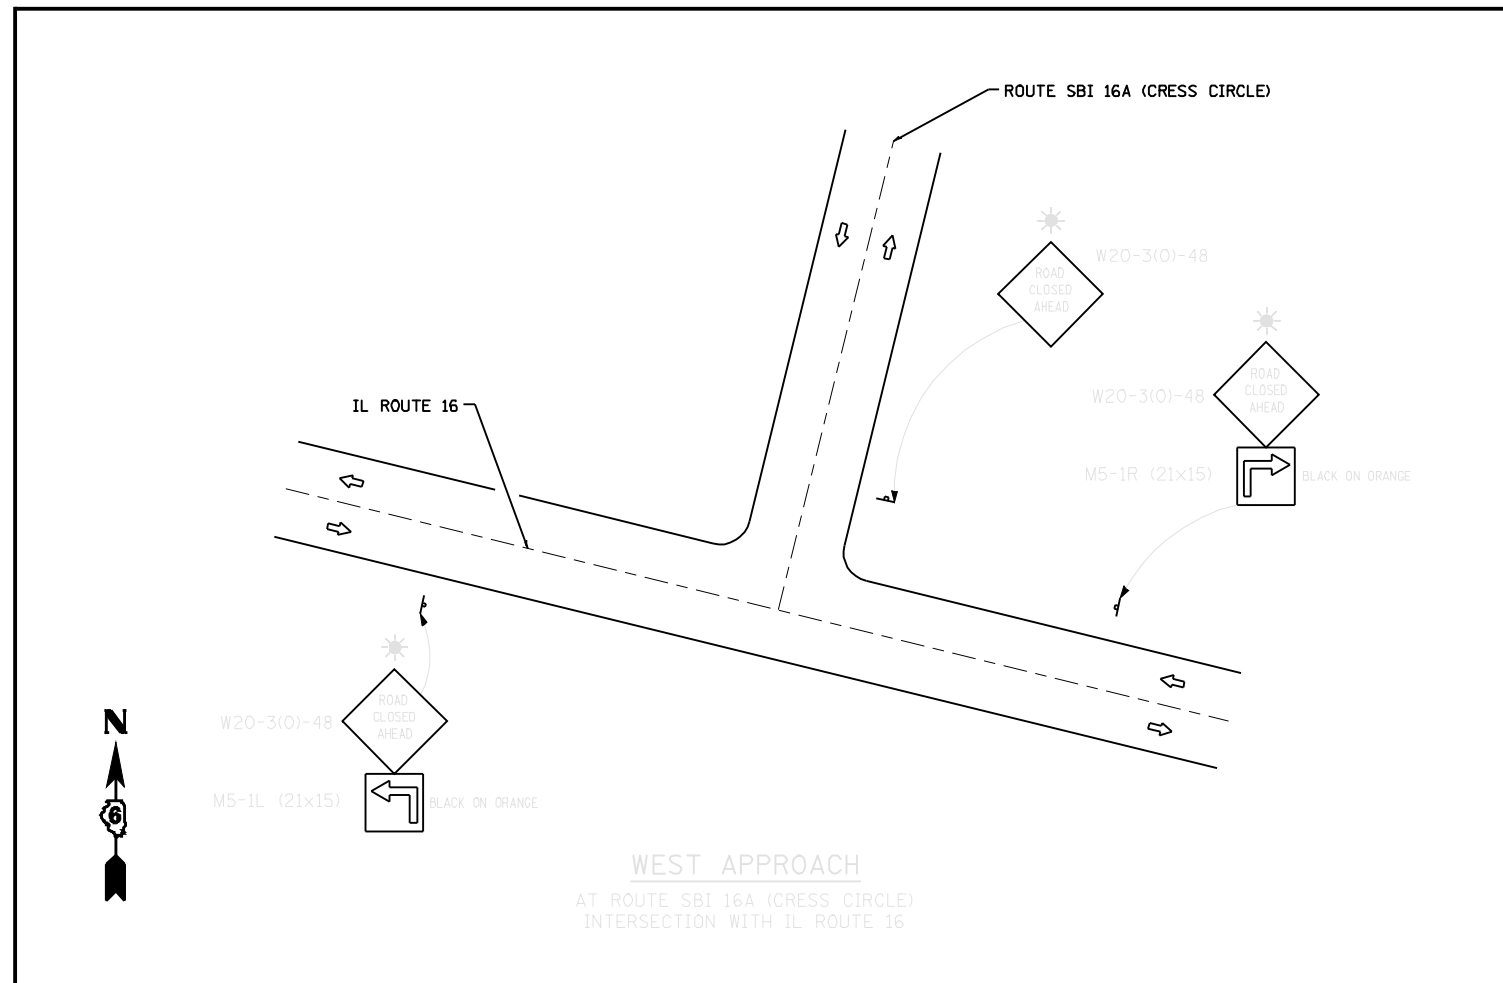 ROUTE SBI 16A (CRESS CIRCLE)
W20-3(O)-48
ROAD
CLOSED
AHEAD
IL ROUTE 16
W20-3(O)-48
ROAD
CLOSED
AHEAD
M5-1R (21x15)
BLACK ON ORANGE
W20-3(O)-48
ROAD
CLOSED
AHEAD
M5-1L (21x15)
BLACK ON ORANGE
N
6
WEST APPROACH
AT ROUTE SBI 16A (CRESS CIRCLE)
INTERSECTION WITH IL ROUTE 16